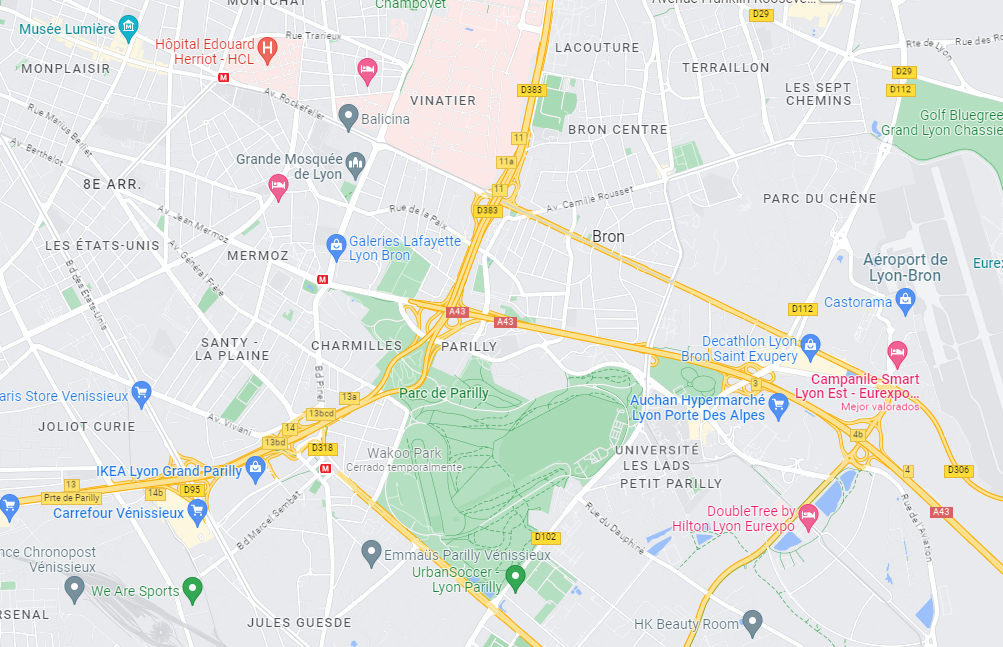 MONTCHAT
Chambovet
Avenue Franklin Rooseve...
D29
Musée Lumière
Rue Trarieux
Hôpital Edouard
Herriot - HCL
LACOUTURE
Rte de Lyon
MONPLAISIR
M
TERRAILLON
D29
D112
LES SEPT
CHEMINS
Av. Rockefeller
VINATIER
D383
Rue Marius Berliet
Balicina
Golf Bluegree
Grand Lyon Chassie
11
BRON CENTRE
Av. Berthelot
Grande Mosquée
de Lyon
11a
8E ARR.
11
Av. Camille Rousset
PARC DU CHÊNE
Av. Jean Mermoz
Rue de la Paix
D383
LES ÉTATS-UNIS
Galeries Lafayette
Lyon Bron
Bron
MERMOZ
Av. Général Frère
Bd des États-Unis
M
Aéroport de
Lyon-Bron
Eurex
Castorama
A43
A43
D112
SANTY -
LA PLAINE
CHARMILLES
PARILLY
Decathlon Lyon
Bron Saint Exupery
Bd Pinel
Campanile Smart
Lyon Est - Eurexpo...
Mejor valorados
3
aris Store Venissieux
13a
Parc de Parilly
Auchan Hypermarché
Lyon Porte Des Alpes
13bcd
Av. Viviani
14
JOLIOT CURIE
13bd
D318
4b
Wakoo Park
Cerrado temporalmente
UNIVERSITÉ
LES LADS
PETIT PARILLY
IKEA Lyon Grand Parilly
M
4
D306
13
Prte de Parilly
14b
D95
Carrefour Vénissieux
Bd Marcel Sembat
DoubleTree by
Hilton Lyon Eurexpo
A43
Rue du Dauphiné
Rue de l'Aviation
D102
nce Chronopost
Vénissieux
Emmaüs Parilly Vénissieux
UrbanSoccer -
Lyon Parilly
We Are Sports
RSENAL
JULES GUESDE
HK Beauty Room